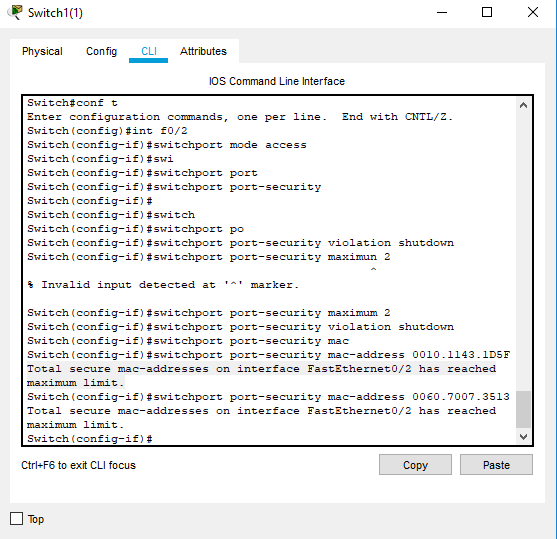 Switch1(1)
Physical Config CLI Attributes
IOS Command Line Interface
Switch#conf t
Enter configuration commands, one per line.  End with CNTL/Z.
Switch(config)#int f0/2
Switch(config-if)#switchport mode access
Switch(config-if)#swi
Switch(config-if)#switchport port
Switch(config-if)#switchport port-security
Switch(config-if)#
Switch(config-if)#switch
Switch(config-if)#switchport po
Switch(config-if)#switchport port-security violation shutdown
Switch(config-if)#switchport port-security maximun 2
^
% Invalid input detected at '^' marker.
Switch(config-if)#switchport port-security maximum 2
Switch(config-if)#switchport port-security violation shutdown
Switch(config-if)#switchport port-security mac
Switch(config-if)#switchport port-security mac-address 0010.1143.1D5F
Total secure mac-addresses on interface FastEthernet0/2 has reached
maximum limit.
Switch(config-if)#switchport port-security mac-address 0060.7007.3513
Total secure mac-addresses on interface FastEthernet0/2 has reached
maximum limit.
Switch(config-if)#
Ctrl+F6 to exit CLI focus
Copy Paste
Top